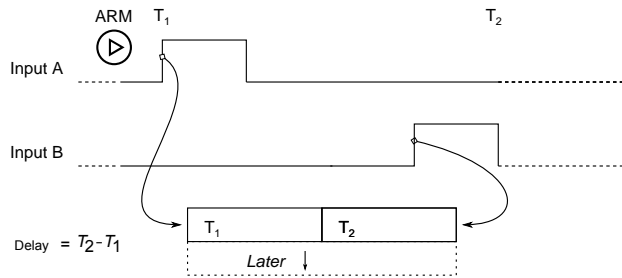 ARM T₁ T₂
Input A
Input B
T₁ T₂
Delay = T₂-T₁
Later